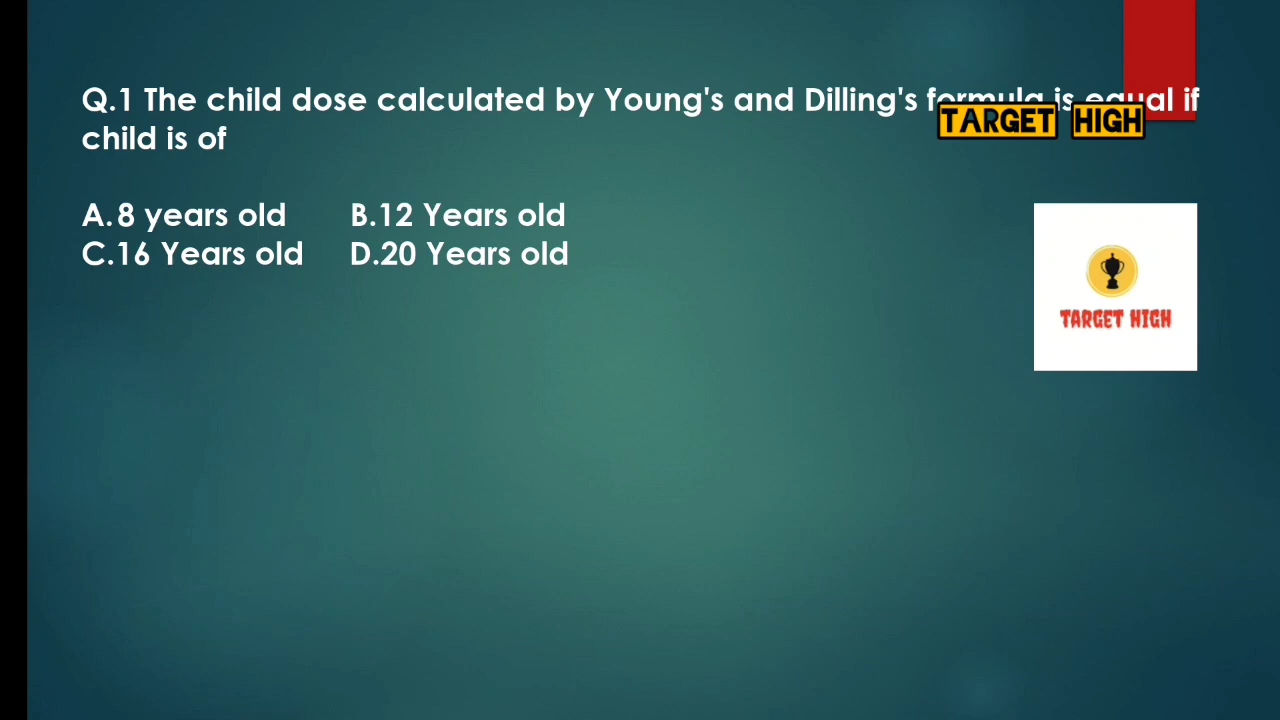 Q.1 The child dose calculated by Young's and Dilling's formula is equal if
child is of
TARGET HIGH
A.8 years old B.12 Years old
C.16 Years old D.20 Years old
TARGET HIGH